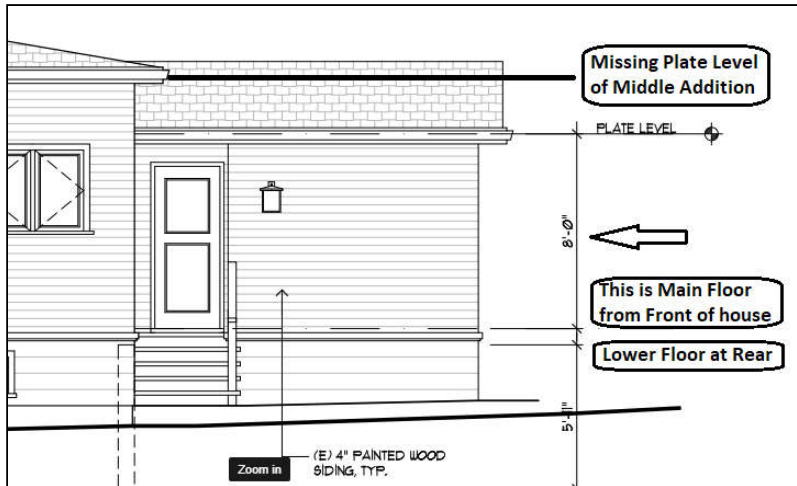 Missing Plate Level
of Middle Addition
PLATE LEVEL
8'-0"
This is Main Floor
from Front of house
Lower Floor at Rear
5'-11"
(E) 4" PAINTED WOOD
SIDING, TYP.
Zoom in